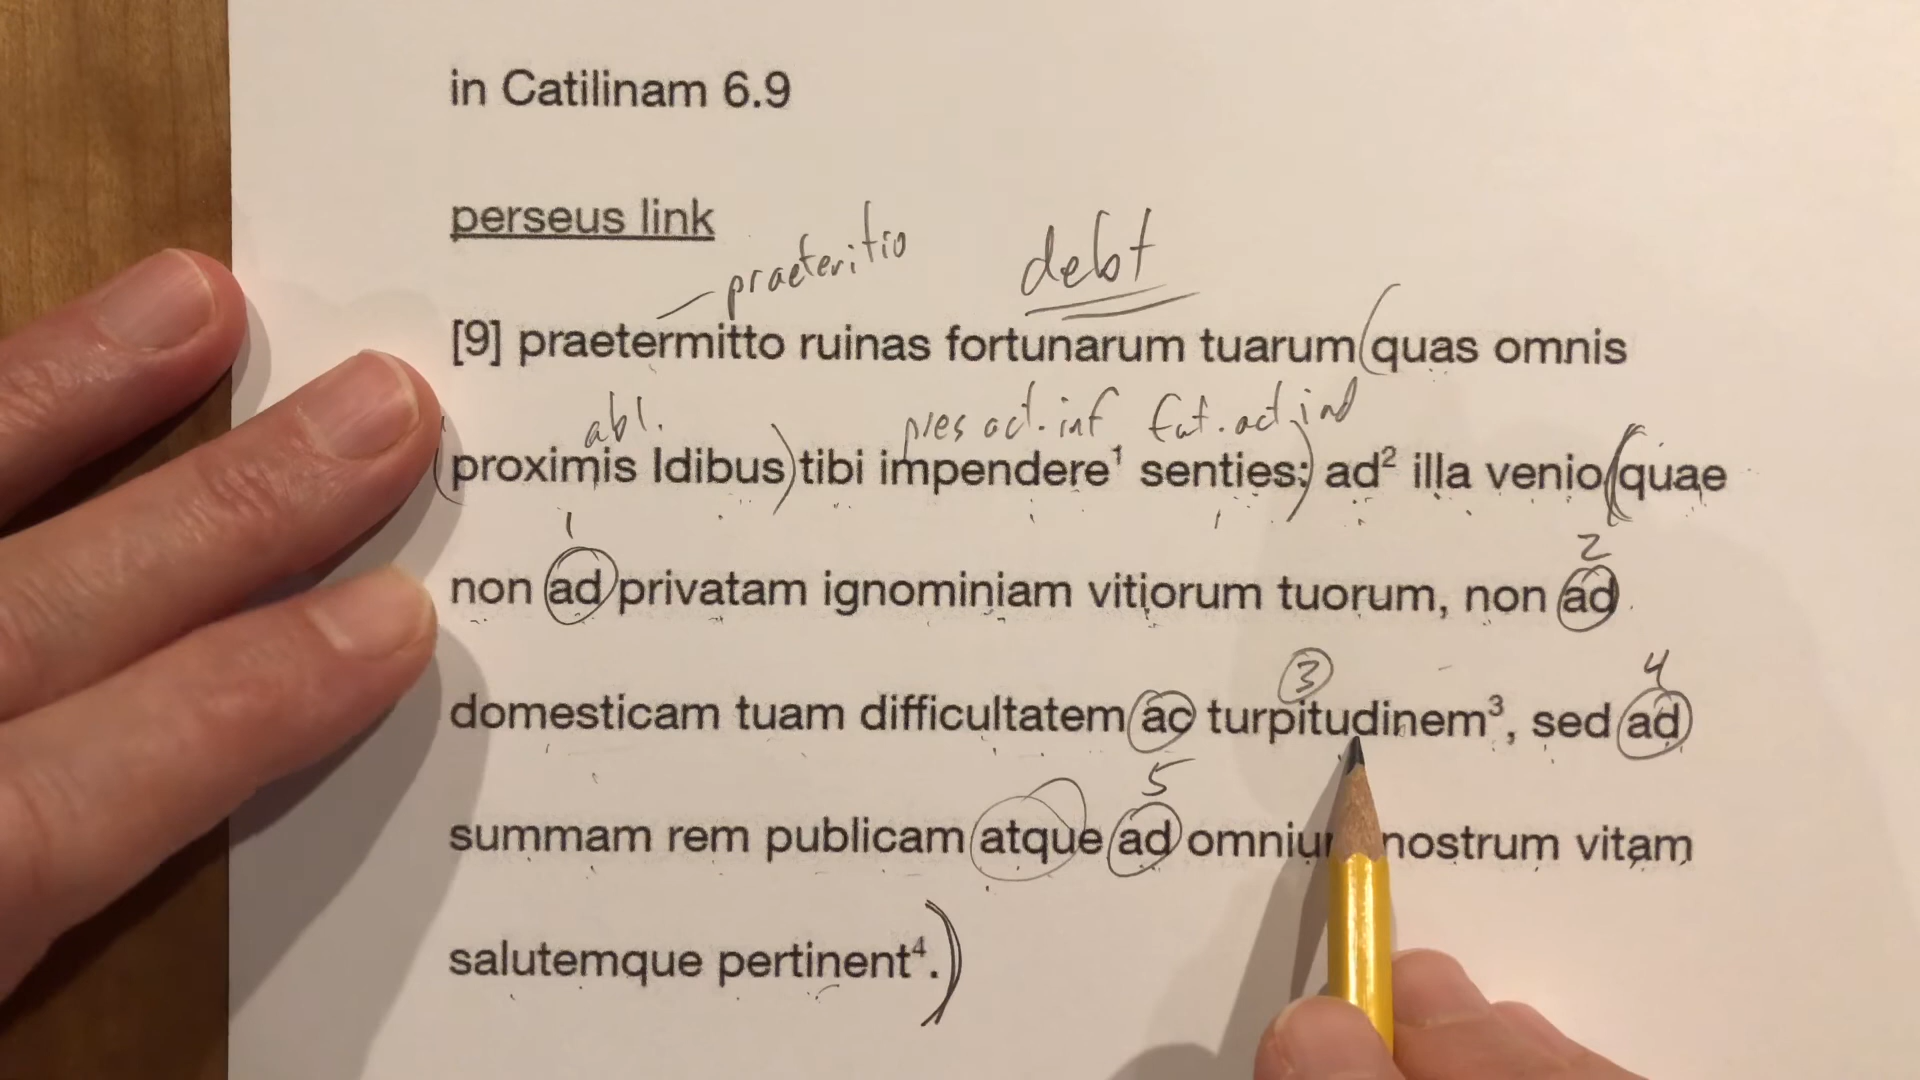 in Catilinam 6.9
perseus link
praeteritio debt
[9] praetermitto ruinas fortunarum tuarum (quas omnis
abl. pres act. inf fut. act. ind
(proximis Idibus) tibi impendere¹ senties;) ad² illa venio (quae
1 2
non ad privatam ignominiam vitiorum tuorum, non ad
3 4
domesticam tuam difficultatem ac turpitudinem³, sed ad
5
summam rem publicam atque ad nostrum vitam
salutemque pertinent⁴.)